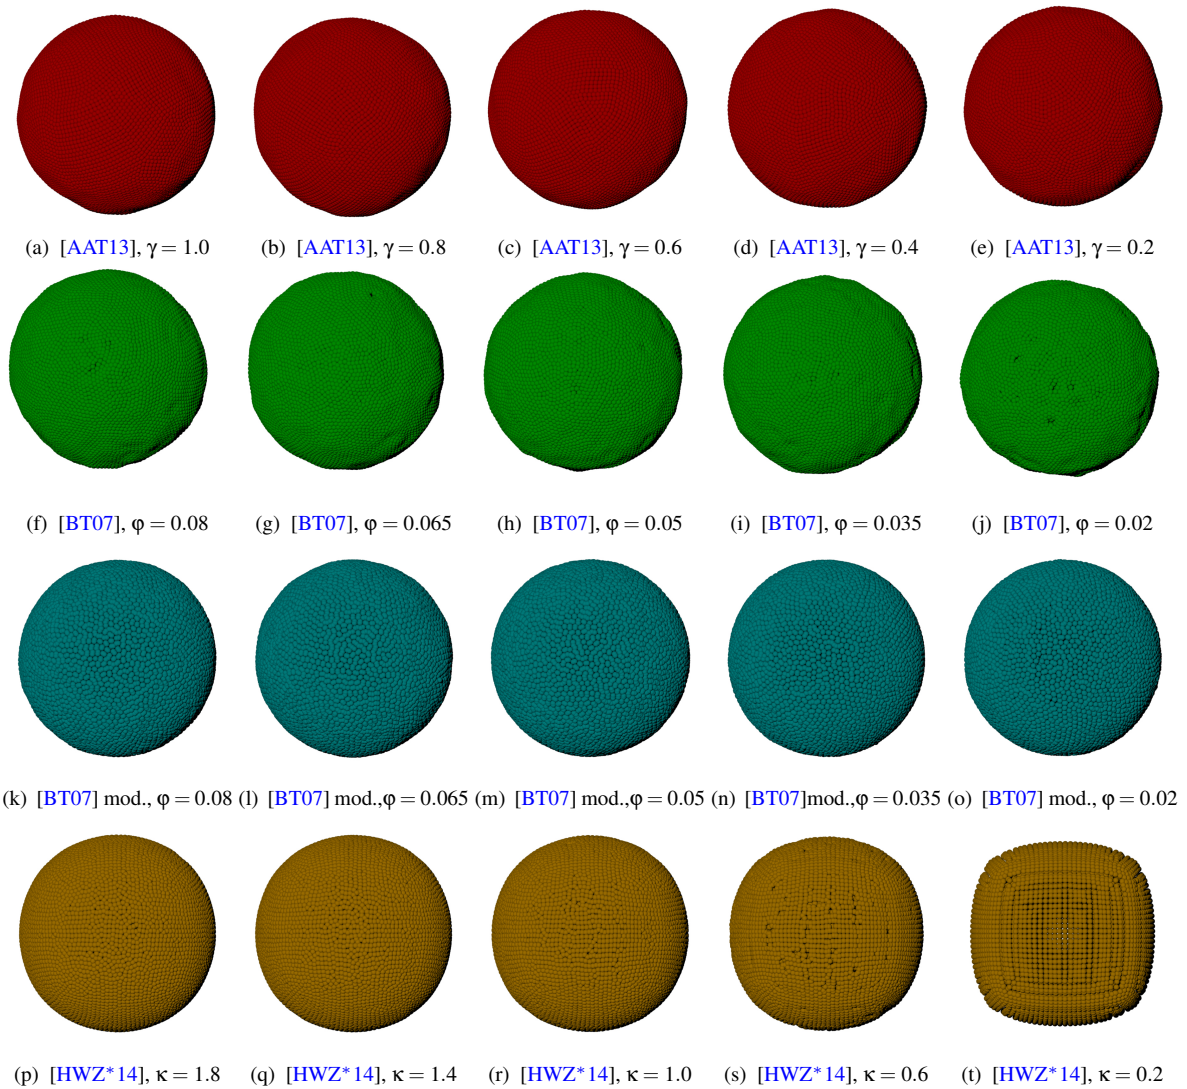 (a) [AAT13], γ = 1.0 (b) [AAT13], γ = 0.8 (c) [AAT13], γ = 0.6 (d) [AAT13], γ = 0.4 (e) [AAT13], γ = 0.2
(f) [BT07], φ = 0.08 (g) [BT07], φ = 0.065 (h) [BT07], φ = 0.05 (i) [BT07], φ = 0.035 (j) [BT07], φ = 0.02
(k) [BT07] mod., φ = 0.08 (l) [BT07] mod.,φ = 0.065 (m) [BT07] mod.,φ = 0.05 (n) [BT07]mod.,φ = 0.035 (o) [BT07] mod., φ = 0.02
(p) [HWZ*14], κ = 1.8 (q) [HWZ*14], κ = 1.4 (r) [HWZ*14], κ = 1.0 (s) [HWZ*14], κ = 0.6 (t) [HWZ*14], κ = 0.2